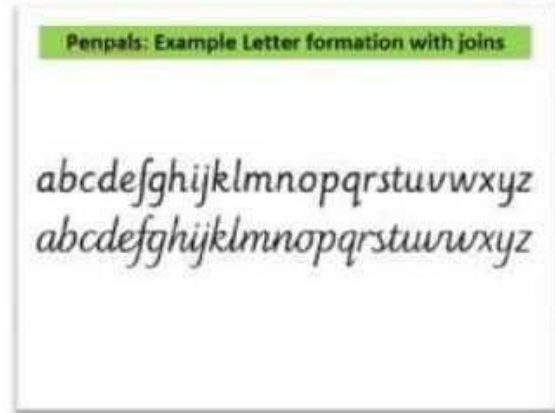 Penpals: Example Letter formation with joins
abcdefghijklmnopqrstuvwxyz
abcdefghijklmnopqrstuvwxyz